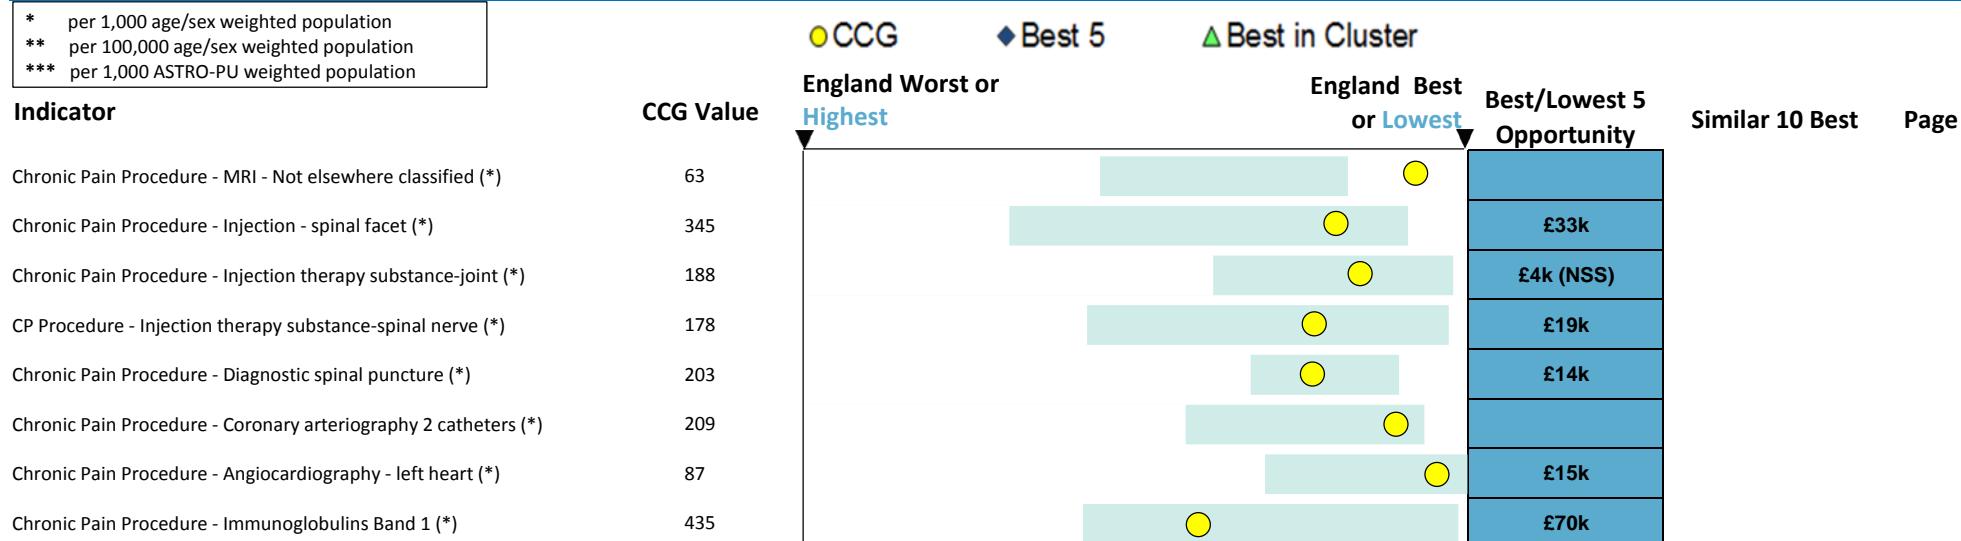 * per 1,000 age/sex weighted population
** per 100,000 age/sex weighted population
*** per 1,000 ASTRO-PU weighted population
CCG Best 5 Best in Cluster
Indicator CCG Value England Worst or Highest England Best or Lowest Best/Lowest 5 Opportunity Similar 10 Best Page
Chronic Pain Procedure - MRI - Not elsewhere classified (*) 63
Chronic Pain Procedure - Injection - spinal facet (*) 345 £33k
Chronic Pain Procedure - Injection therapy substance-joint (*) 188 £4k (NSS)
CP Procedure - Injection therapy substance-spinal nerve (*) 178 £19k
Chronic Pain Procedure - Diagnostic spinal puncture (*) 203 £14k
Chronic Pain Procedure - Coronary arteriography 2 catheters (*) 209
Chronic Pain Procedure - Angiocardiography - left heart (*) 87 £15k
Chronic Pain Procedure - Immunoglobulins Band 1 (*) 435 £70k